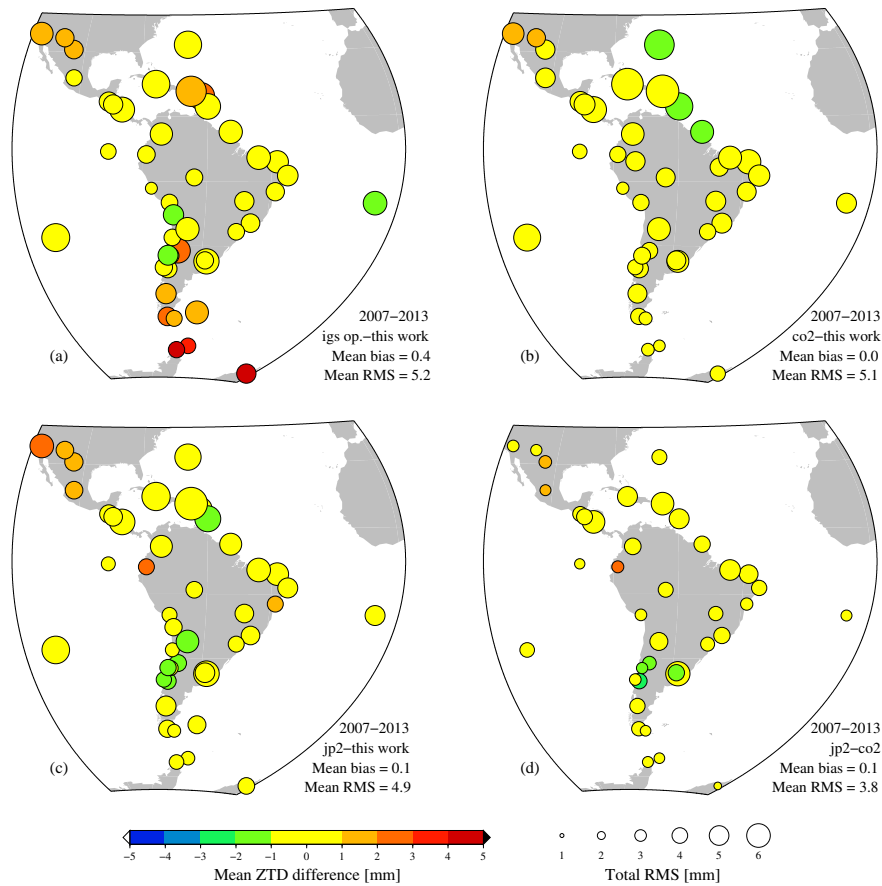 2007−2013
igs op.−this work
(a)
Mean bias = 0.4
Mean RMS = 5.2
2007−2013
co2−this work
(b)
Mean bias = 0.0
Mean RMS = 5.1
2007−2013
jp2−this work
(c)
Mean bias = 0.1
Mean RMS = 4.9
2007−2013
jp2−co2
(d)
Mean bias = 0.1
Mean RMS = 3.8
−5 −4 −3 −2 −1 0 1 2 3 4 5
Mean ZTD difference [mm]
1 2 3 4 5 6
Total RMS [mm]